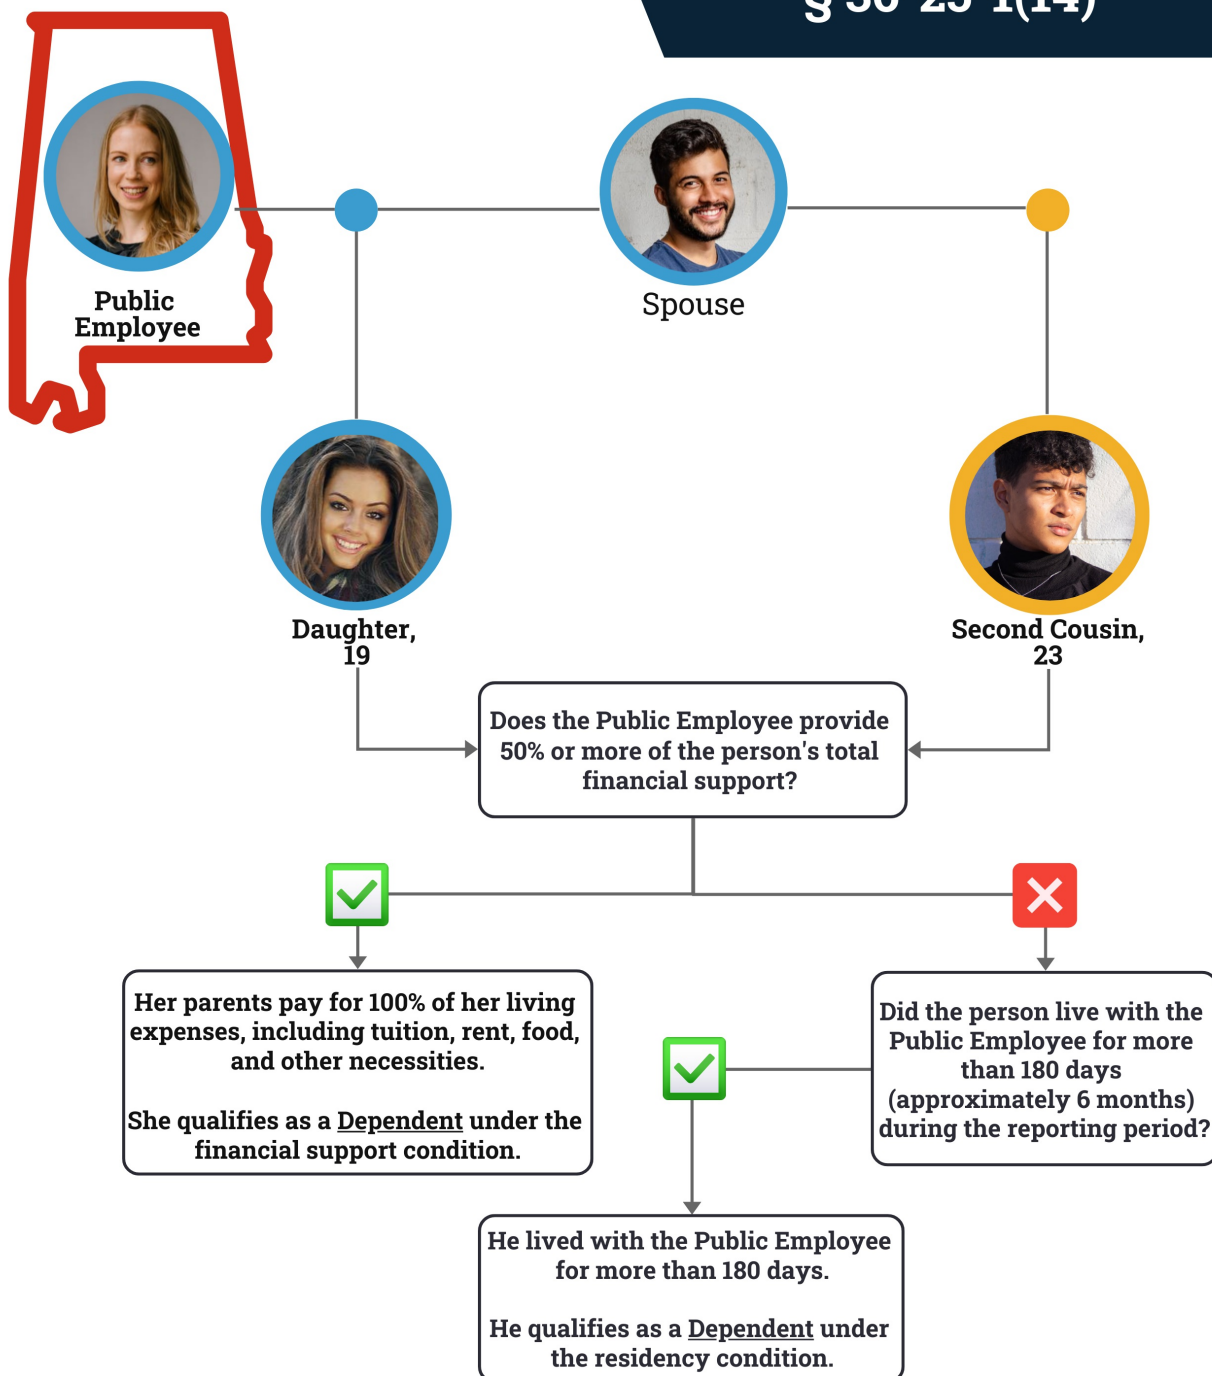 § 36-25-1(14)
Public
Employee
Spouse
Daughter,
19
Second Cousin,
23
Does the Public Employee provide
50% or more of the person's total
financial support?
Her parents pay for 100% of her living
expenses, including tuition, rent, food,
and other necessities.
She qualifies as a Dependent under the
financial support condition.
Did the person live with the
Public Employee for more
than 180 days
(approximately 6 months)
during the reporting period?
He lived with the Public Employee
for more than 180 days.
He qualifies as a Dependent under
the residency condition.